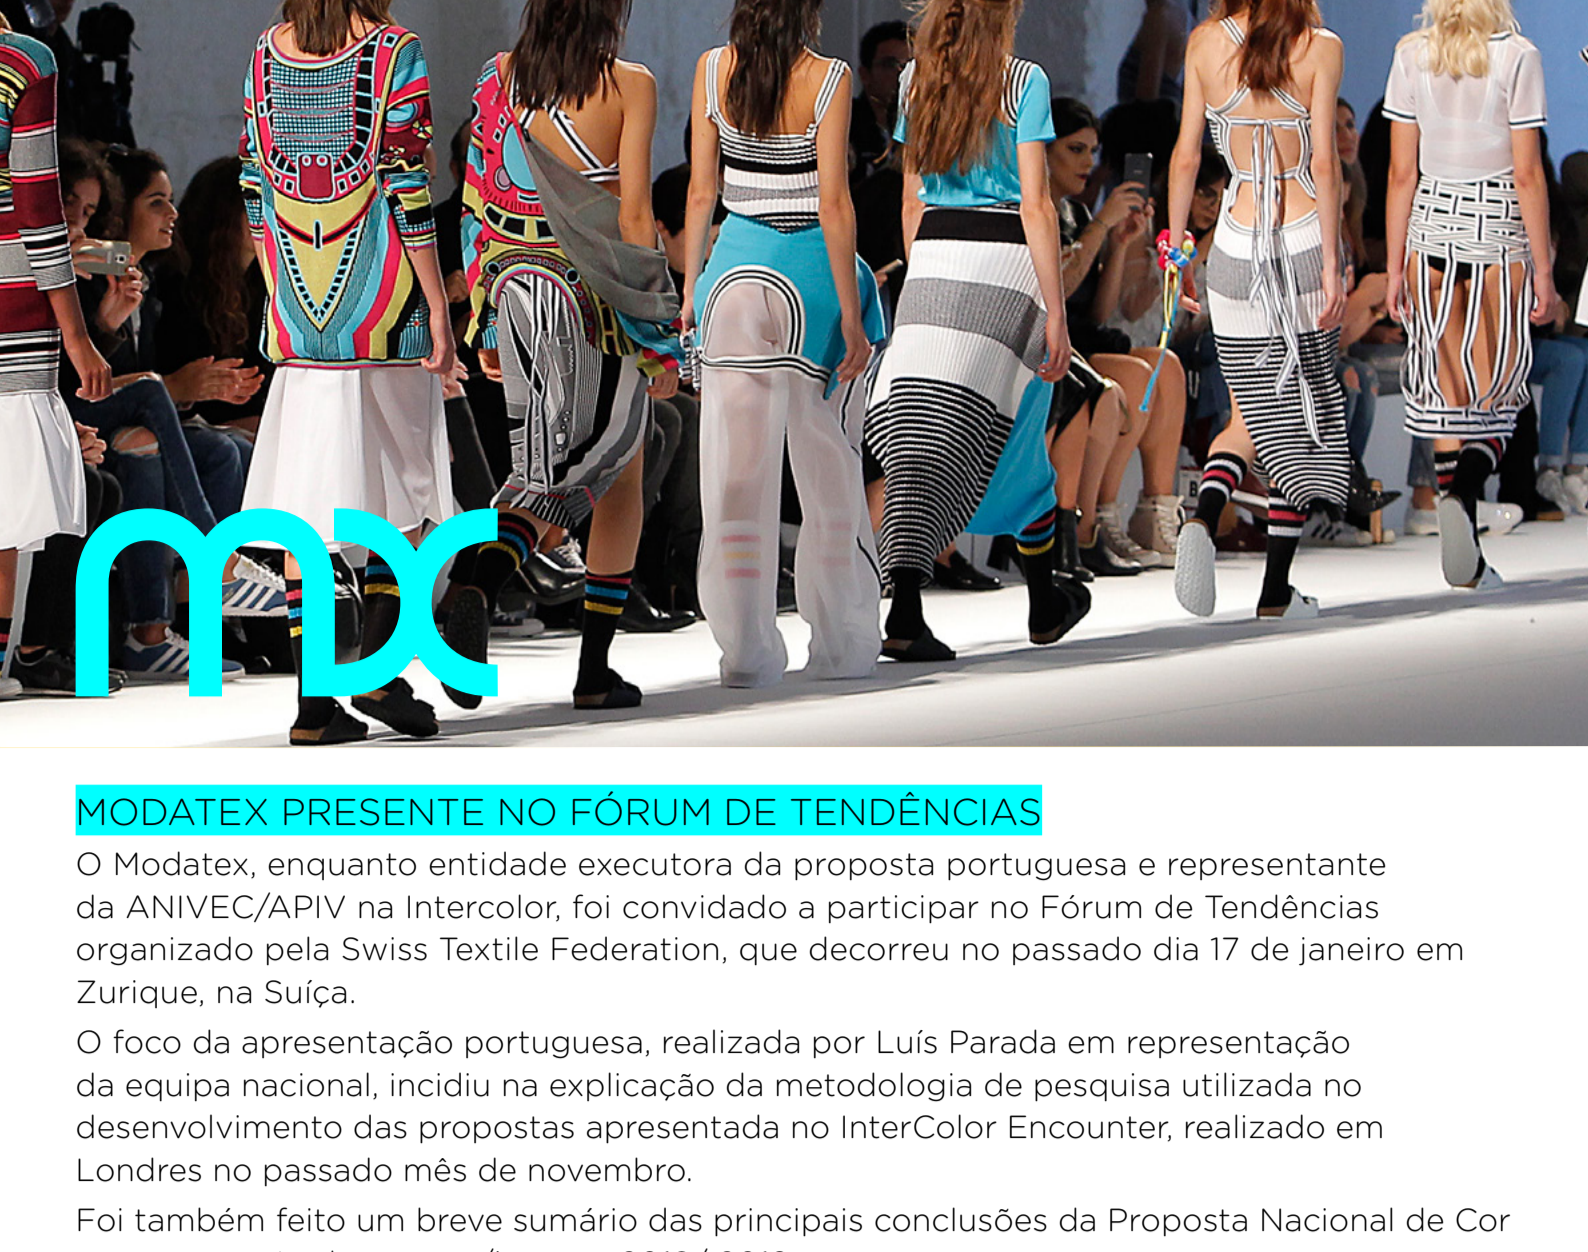 mx
MODATEX PRESENTE NO FÓRUM DE TENDÊNCIAS
O Modatex, enquanto entidade executora da proposta portuguesa e representante
da ANIVEC/APIV na Intercolor, foi convidado a participar no Fórum de Tendências
organizado pela Swiss Textile Federation, que decorreu no passado dia 17 de janeiro em
Zurique, na Suíça.
O foco da apresentação portuguesa, realizada por Luís Parada em representação
da equipa nacional, incidiu na explicação da metodologia de pesquisa utilizada no
desenvolvimento das propostas apresentada no InterColor Encounter, realizado em
Londres no passado mês de novembro.
Foi também feito um breve sumário das principais conclusões da Proposta Nacional de Cor